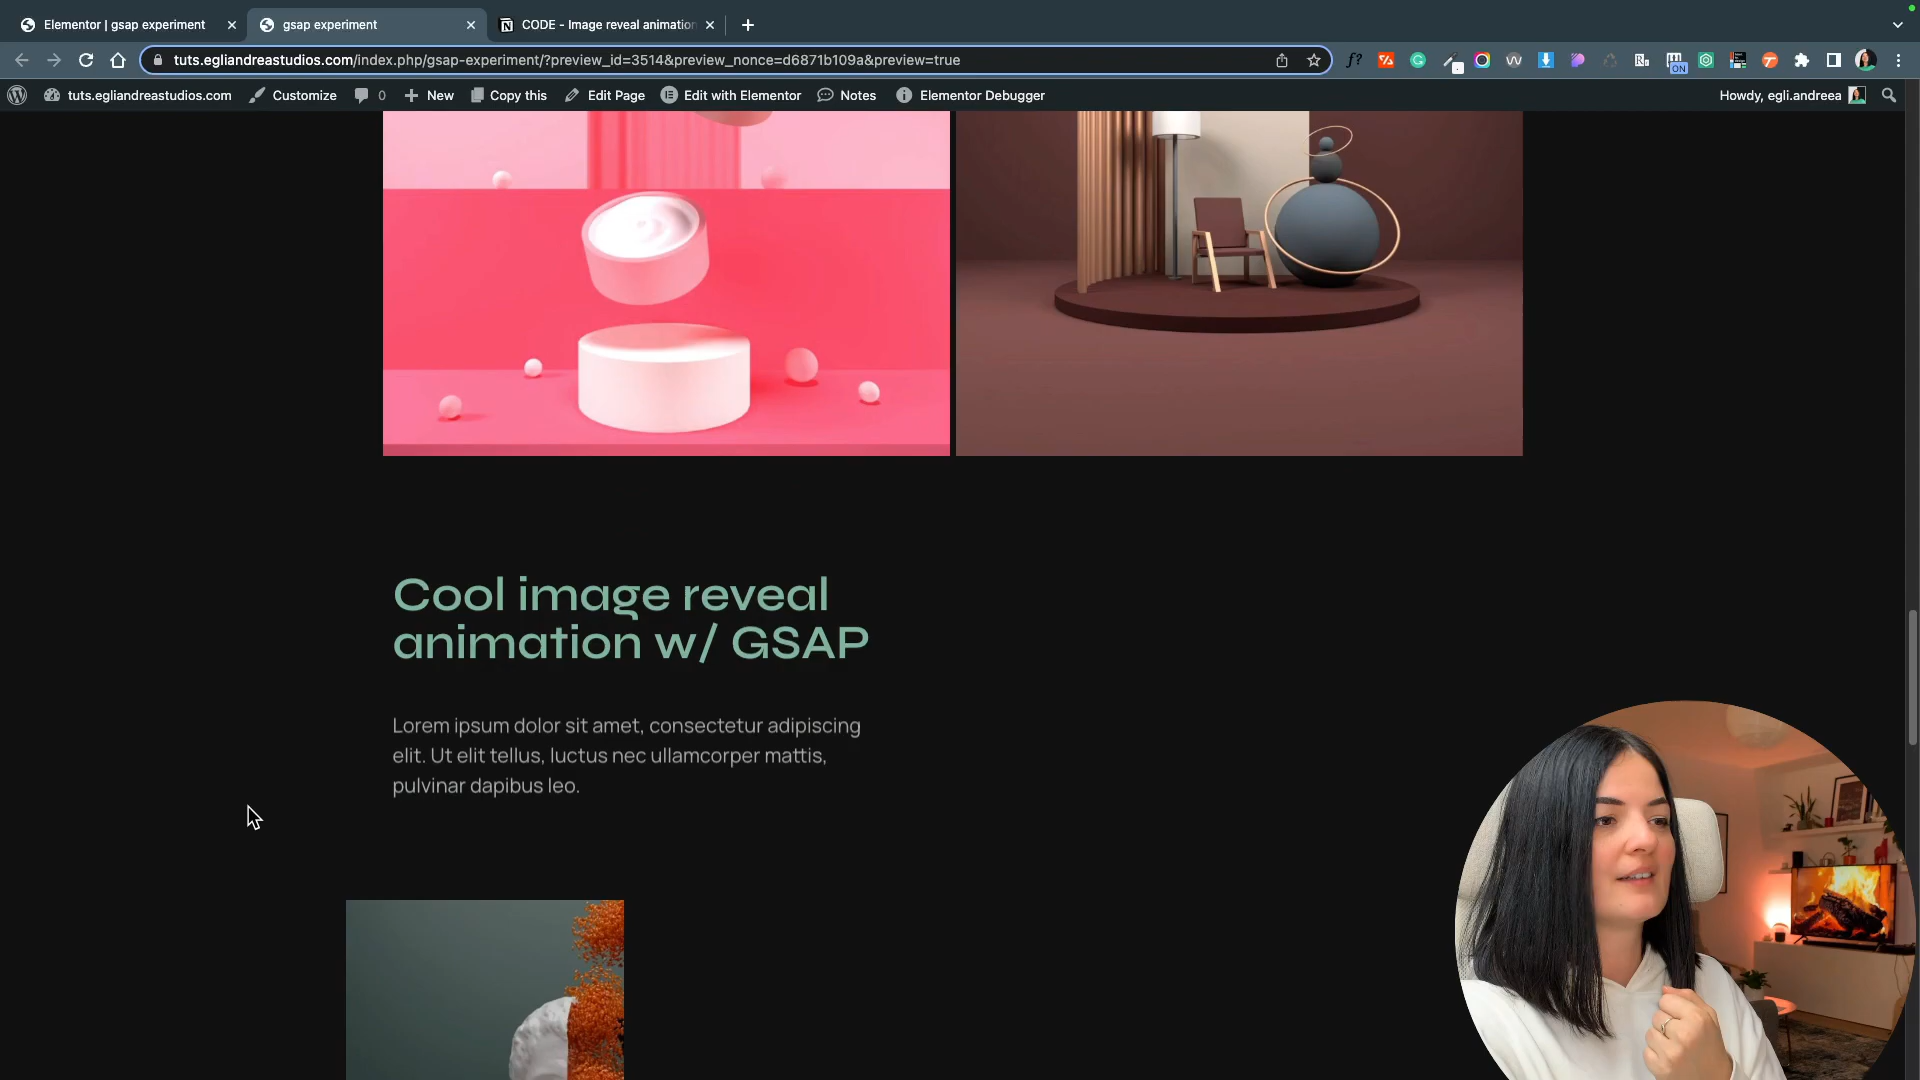 Elementor | gsap experiment
gsap experiment
CODE - Image reveal animation
tuts.egliandreastudios.com/index.php/gsap-experiment/?preview_id=3514&preview_nonce=d6871b109a&preview=true
ON
tuts.egliandreastudios.com
Customize
0
New
Copy this
Edit Page
Edit with Elementor
Notes
Elementor Debugger
Howdy, egli.andreea
Cool image reveal
animation w/ GSAP
Lorem ipsum dolor sit amet, consectetur adipiscing
elit. Ut elit tellus, luctus nec ullamcorper mattis,
pulvinar dapibus leo.